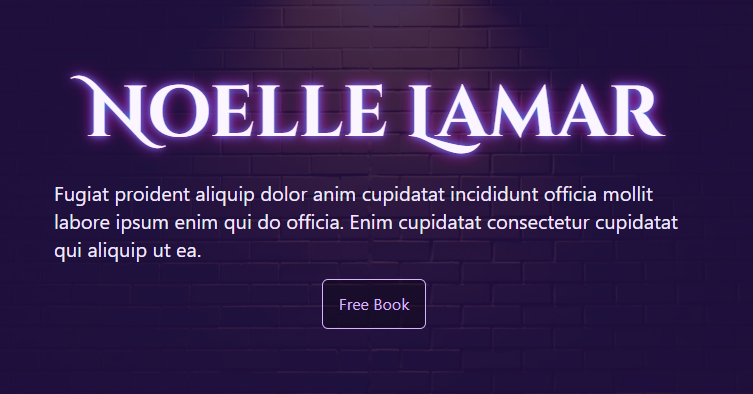 Noelle Lamar
Fugiat proident aliquip dolor anim cupidatat incididunt officia mollit
labore ipsum enim qui do officia. Enim cupidatat consectetur cupidatat
qui aliquip ut ea.
Free Book